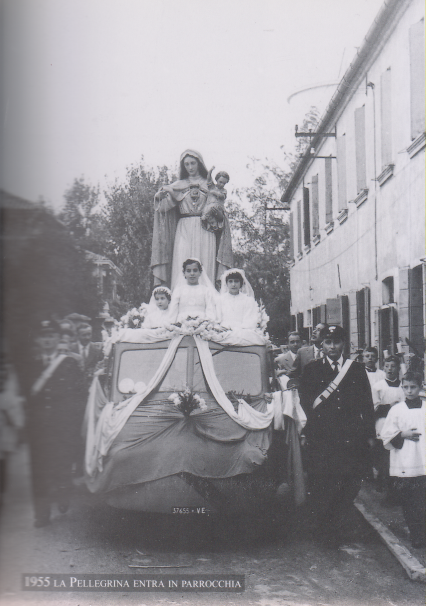 37655 • VE
1955 LA PELLEGRINA ENTRA IN PARROCCHIA